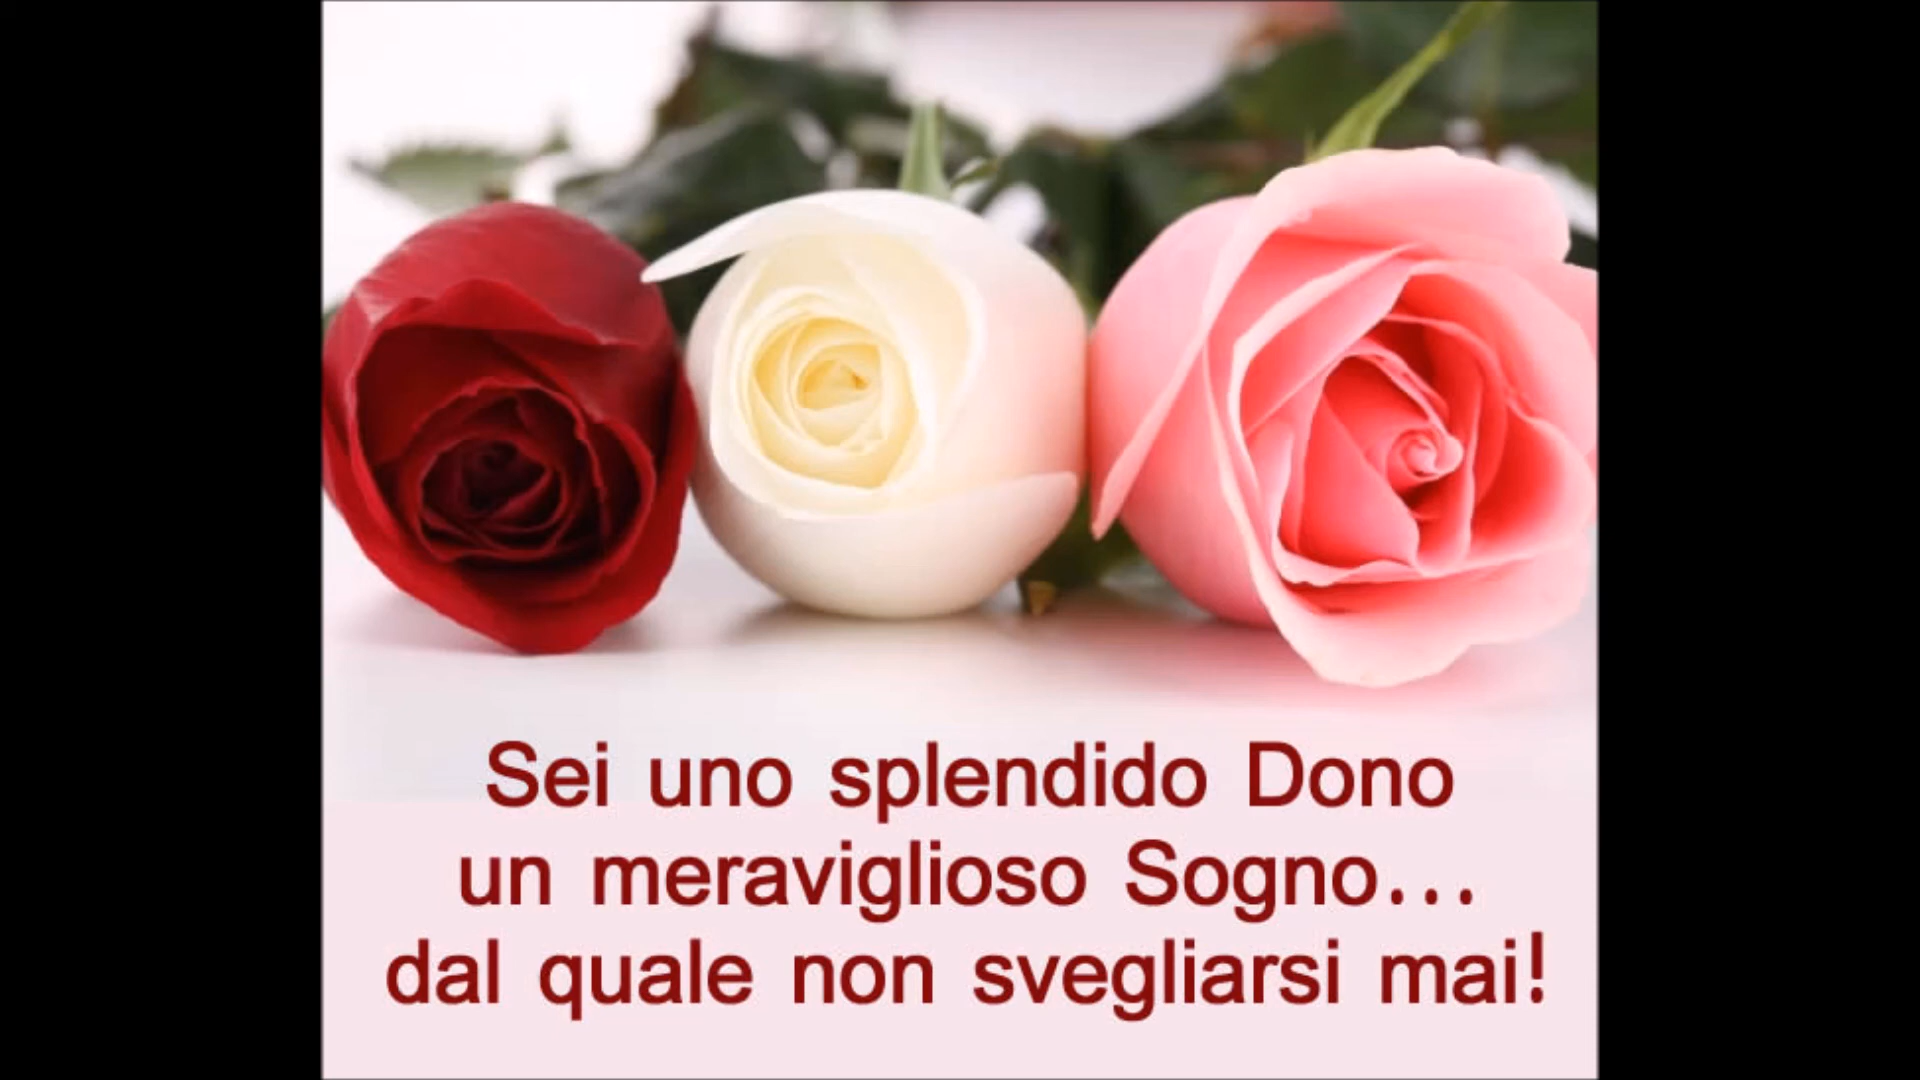 Sei uno splendido Dono
un meraviglioso Sogno...
dal quale non svegliarsi mai!